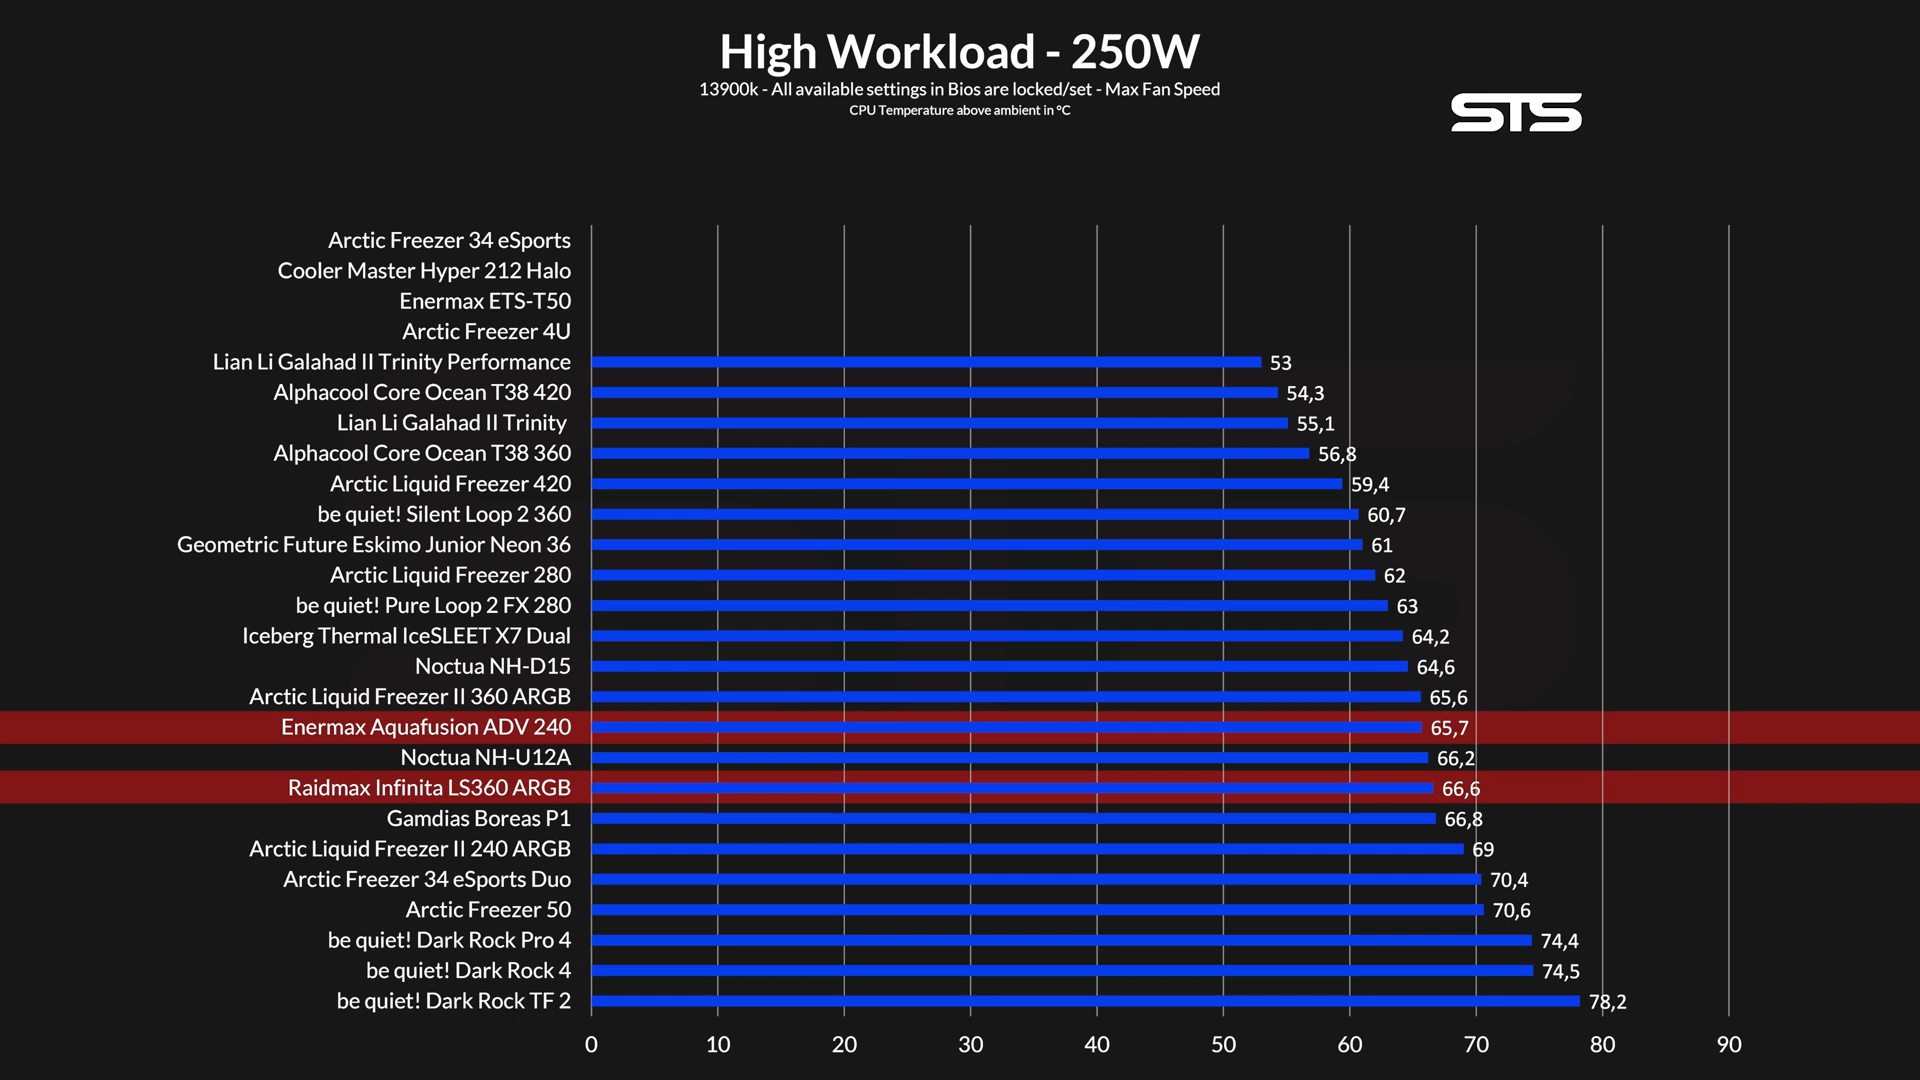 High Workload - 250W
13900k - All available settings in Bios are locked/set - Max Fan Speed
CPU Temperature above ambient in °C
STS
Arctic Freezer 34 eSports
Cooler Master Hyper 212 Halo
Enermax ETS-T50
Arctic Freezer 4U
Lian Li Galahad II Trinity Performance 53
Alphacool Core Ocean T38 420 54,3
Lian Li Galahad II Trinity 55,1
Alphacool Core Ocean T38 360 56,8
Arctic Liquid Freezer 420 59,4
be quiet! Silent Loop 2 360 60,7
Geometric Future Eskimo Junior Neon 36 61
Arctic Liquid Freezer 280 62
be quiet! Pure Loop 2 FX 280 63
Iceberg Thermal IceSLEET X7 Dual 64,2
Noctua NH-D15 64,6
Arctic Liquid Freezer II 360 ARGB 65,6
Enermax Aquafusion ADV 240 65,7
Noctua NH-U12A 66,2
Raidmax Infinita LS360 ARGB 66,6
Gamdias Boreas P1 66,8
Arctic Liquid Freezer II 240 ARGB 69
Arctic Freezer 34 eSports Duo 70,4
Arctic Freezer 50 70,6
be quiet! Dark Rock Pro 4 74,4
be quiet! Dark Rock 4 74,5
be quiet! Dark Rock TF 2 78,2
0 10 20 30 40 50 60 70 80 90